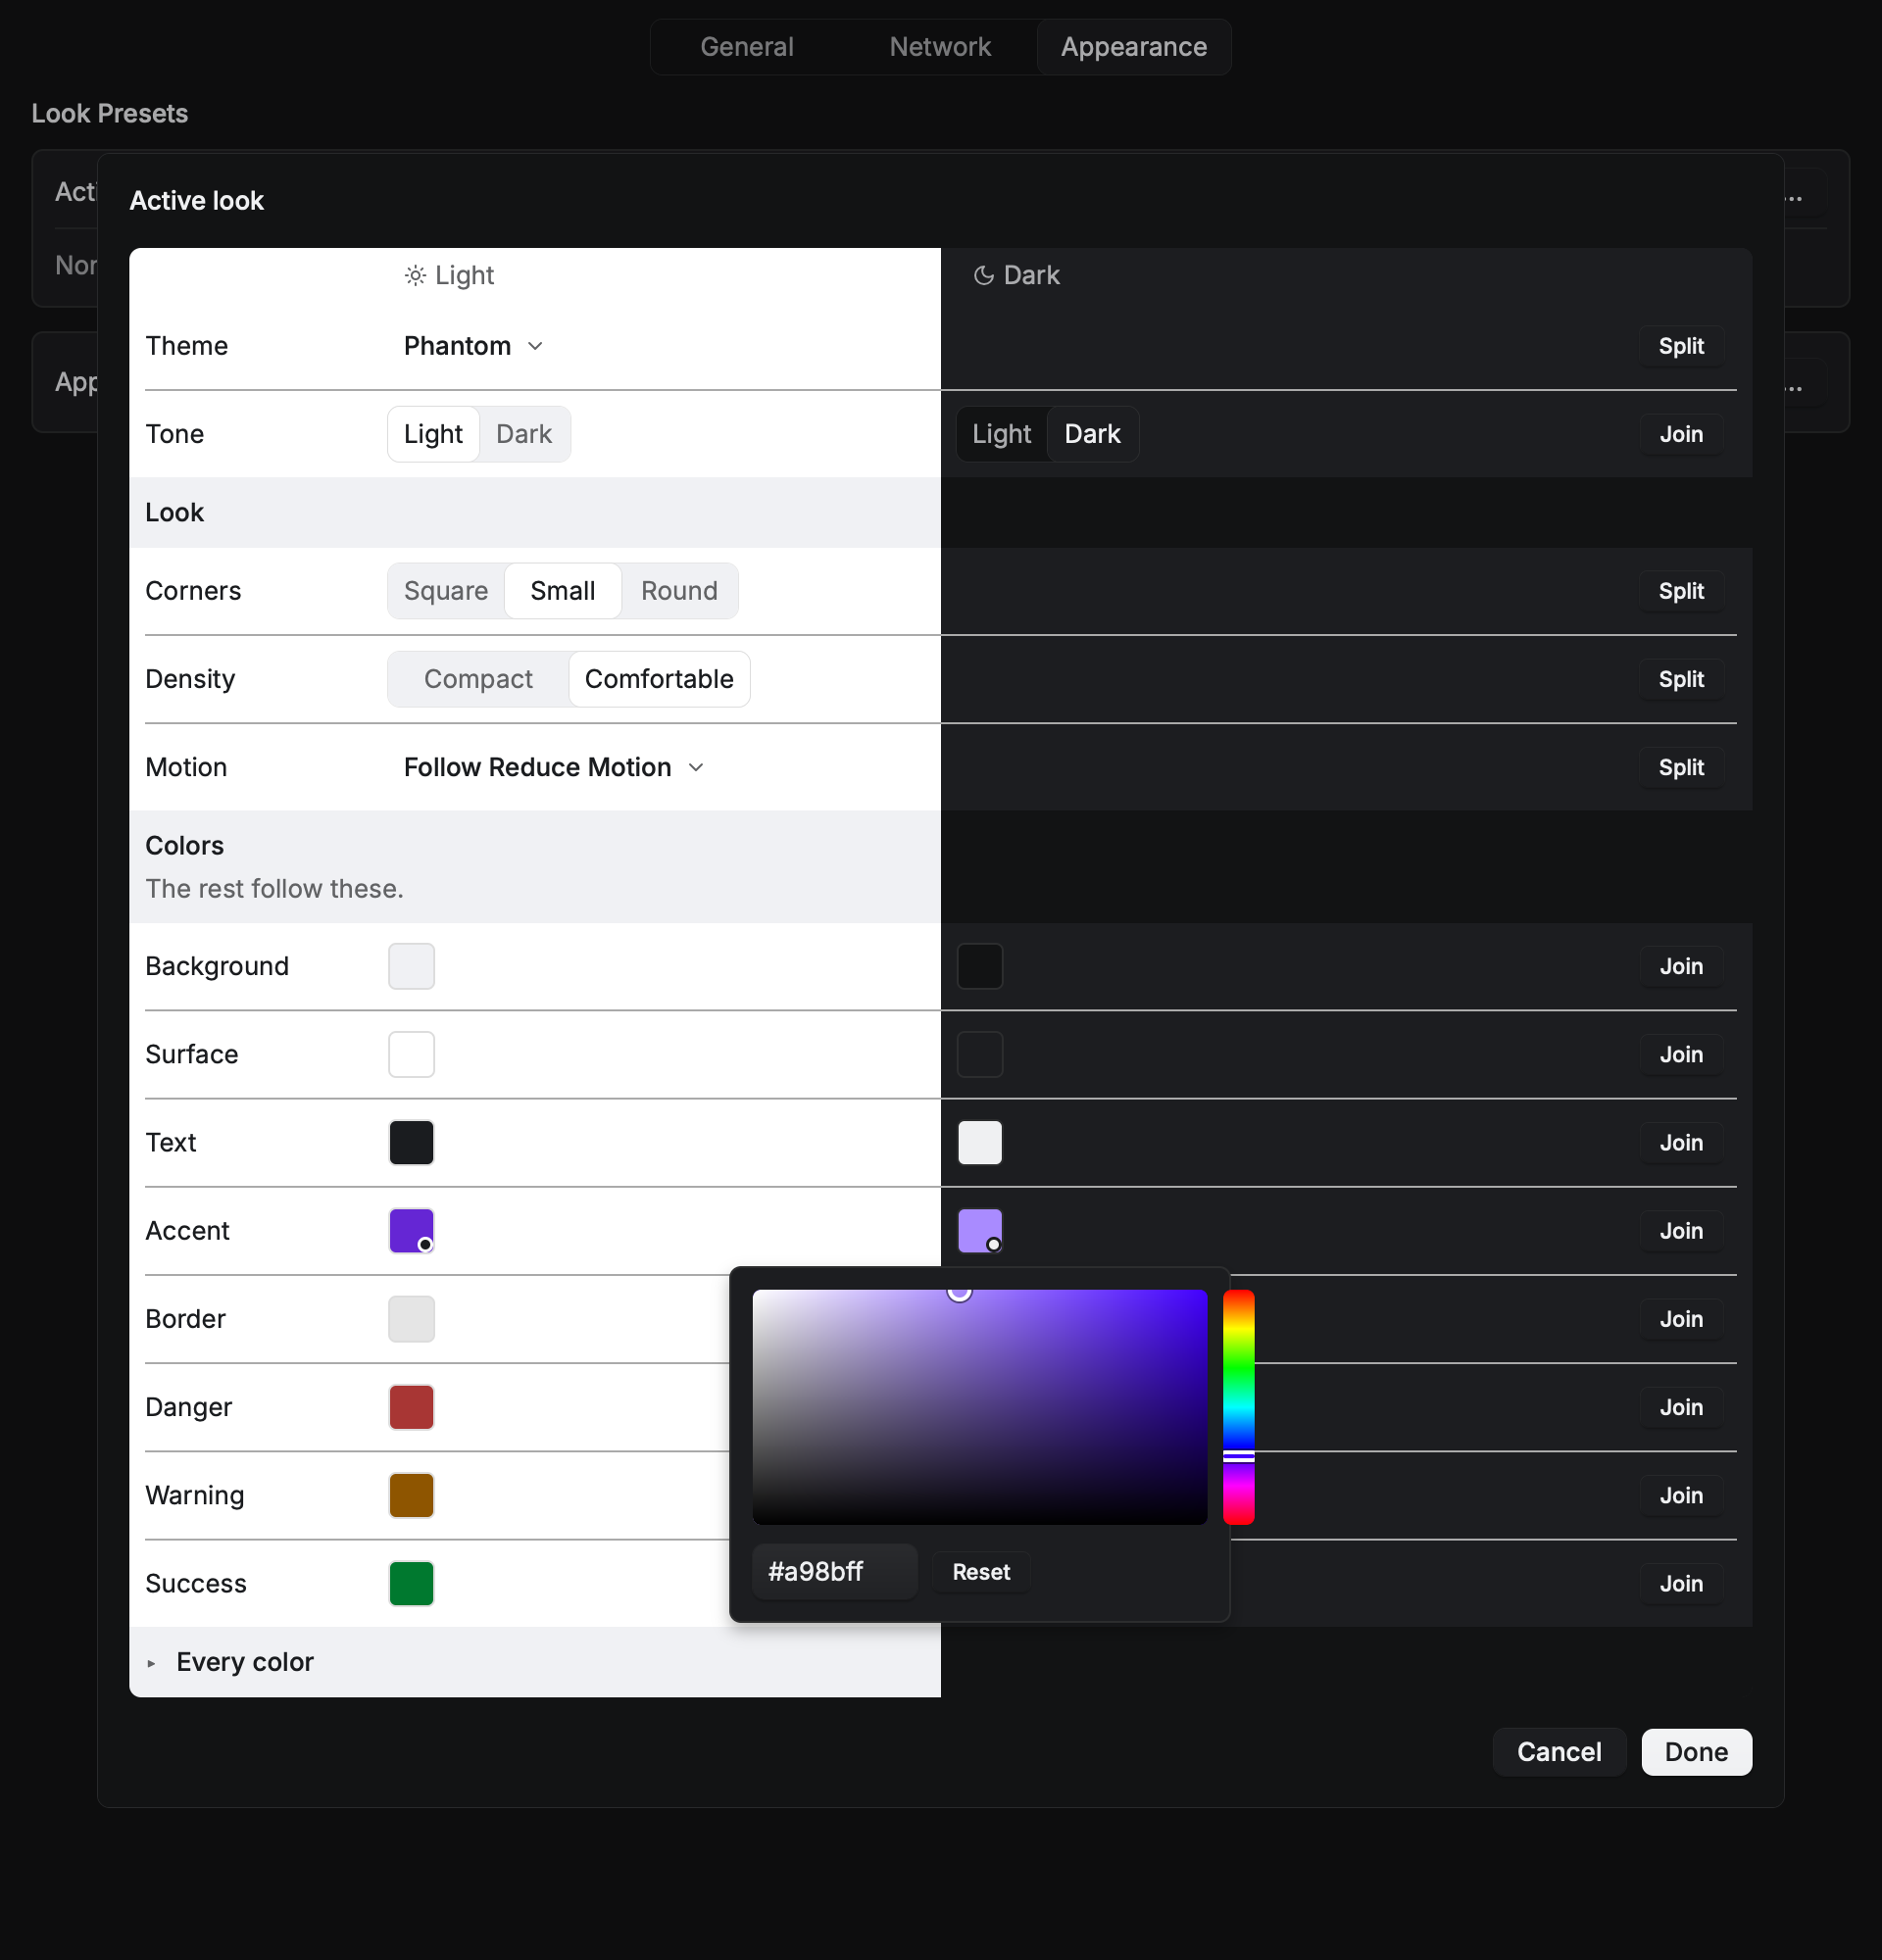 General Network Appearance
Look Presets
Active look
Light Dark
Theme Phantom Split
Tone Light Dark Light Dark Join
Look
Corners Square Small Round Split
Density Compact Comfortable Split
Motion Follow Reduce Motion Split
Colors
The rest follow these.
Background Join
Surface Join
Text Join
Accent Join
Border Join
Danger Join
Warning Join
#a98bff Reset
Success Join
Every color
Cancel Done